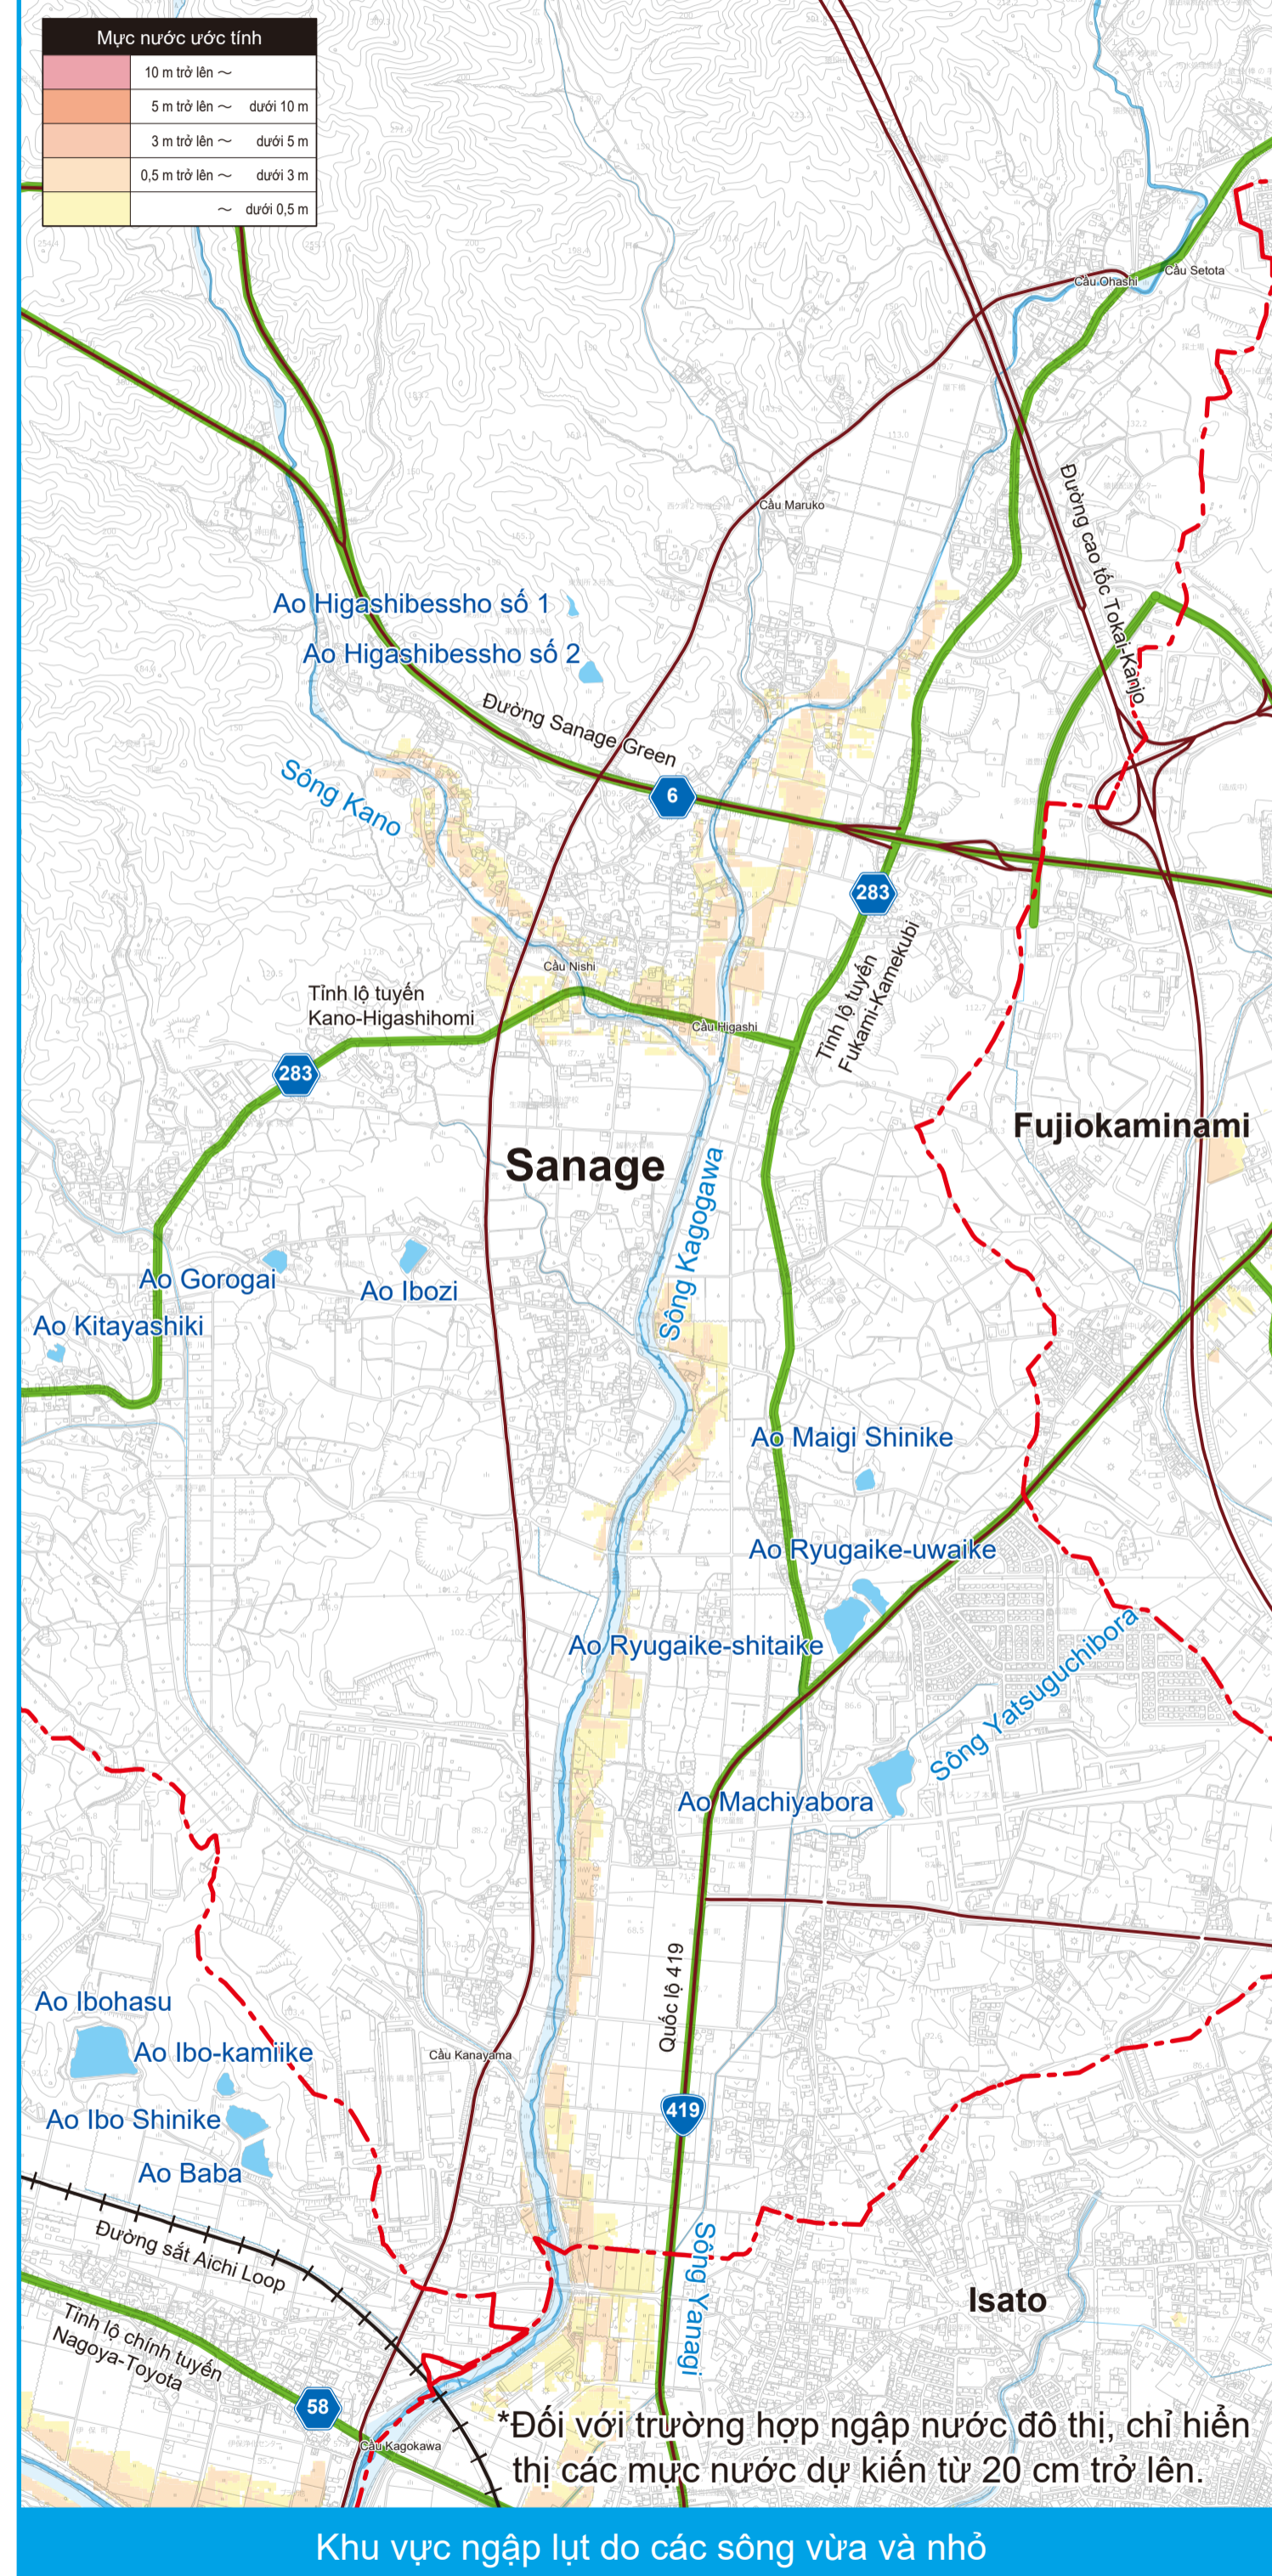 Mực nước ước tính
10 m trở lên ～
5 m trở lên ～ dưới 10 m
3 m trở lên ～ dưới 5 m
0,5 m trở lên ～ dưới 3 m
～ dưới 0,5 m
Cầu Setota
Cầu Ohashi
Đường cao tốc Tokai-Kanjo
Cầu Maruko
Ao Higashibessho số 1
Ao Higashibessho số 2
Đường Sanage Green
6
Sông Kano
283
Tỉnh lộ tuyến
Fukami-Kamekubi
Cầu Nishi
Tỉnh lộ tuyến
Kano-Higashihomi
Cầu Higashi
283
Fujiokaminami
Sanage
Sông Kagogawa
Ao Gorogai
Ao Ibozi
Ao Kitayashiki
Ao Maigi Shinike
Ao Ryugaike-uwaike
Ao Ryugaike-shitaike
Sông Yatsuguchibora
Ao Machiyabora
Quốc lộ 419
Ao Ibohasu
Ao Ibo-kamiike
Cầu Kanayama
Ao Ibo Shinike
419
Ao Baba
Đường sắt Aichi Loop
Sông Yanagi
Isato
Tỉnh lộ chính tuyến
Nagoya-Toyota
58
Cầu Kagokawa
*Đối với trường hợp ngập nước đô thị, chỉ hiển
thị các mực nước dự kiến từ 20 cm trở lên.
Khu vực ngập lụt do các sông vừa và nhỏ